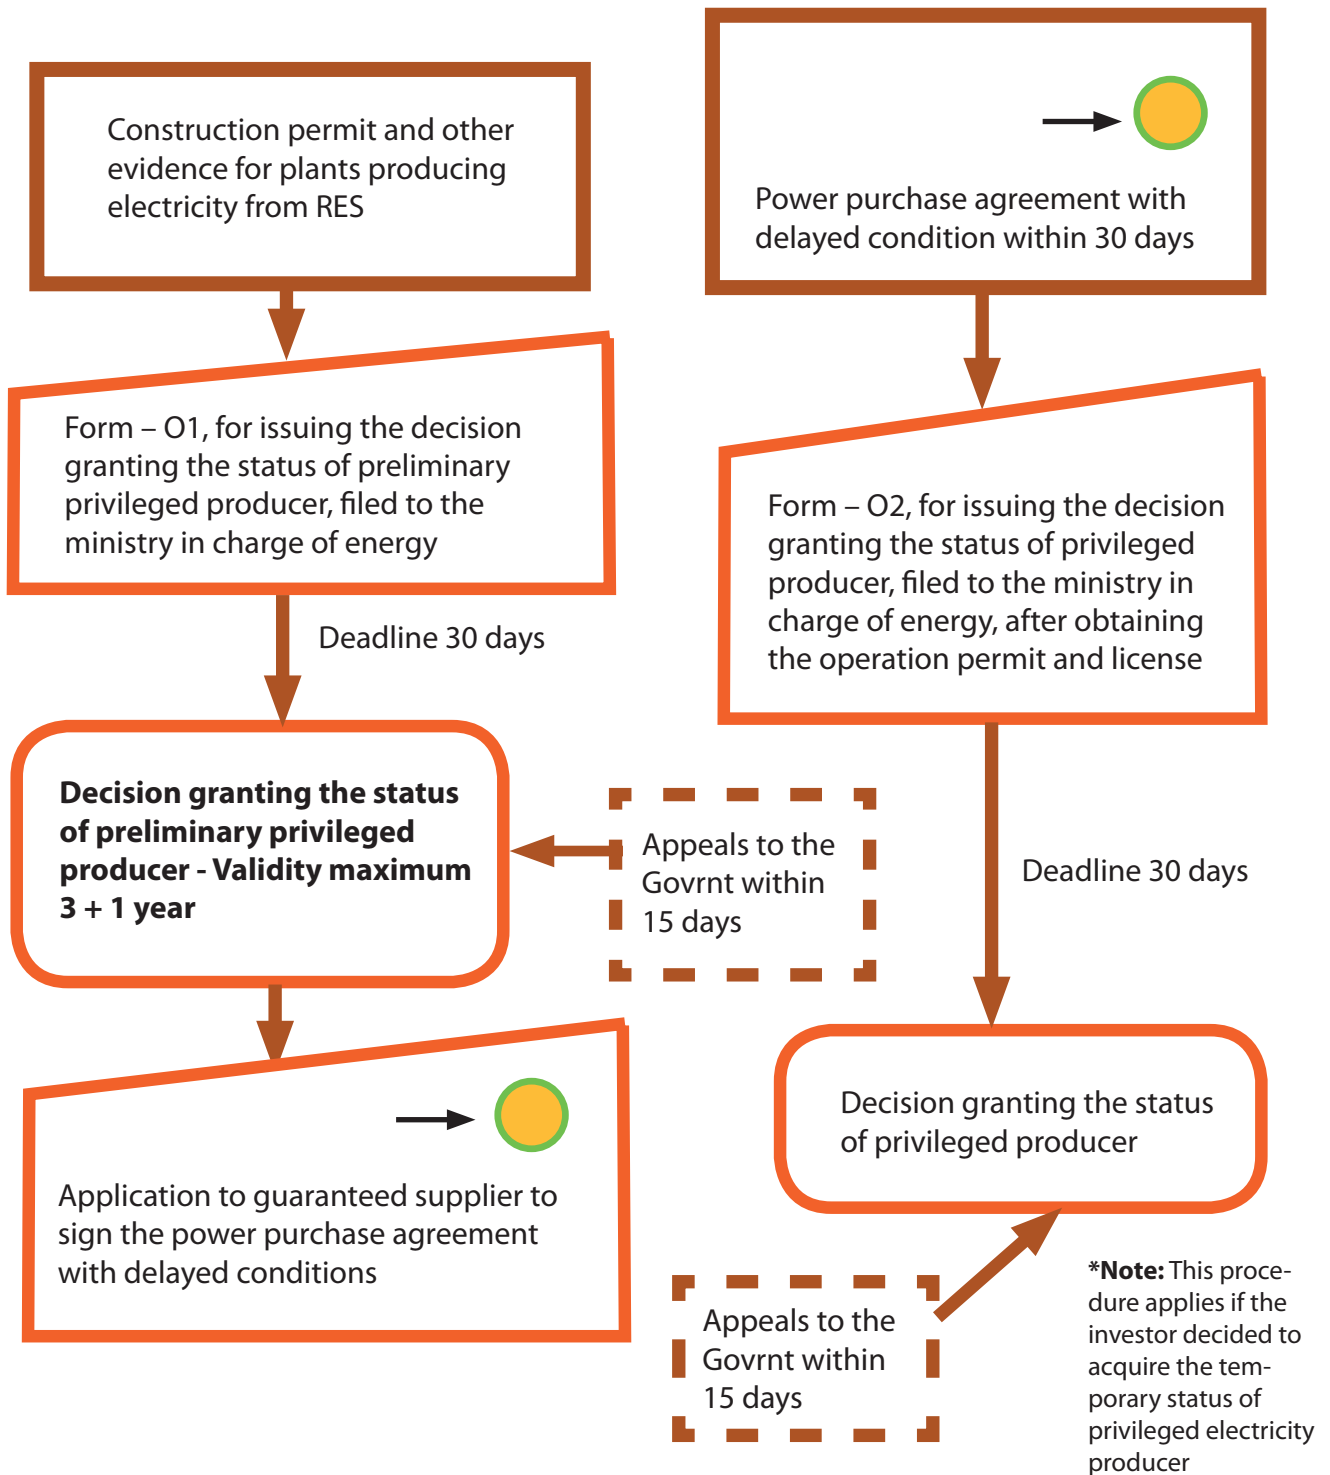 Construction permit and other
evidence for plants producing
electricity from RES
Form – O1, for issuing the decision
granting the status of preliminary
privileged producer, filed to the
ministry in charge of energy
Deadline 30 days
Decision granting the status
of preliminary privileged
producer - Validity maximum
3 + 1 year
Appeals to the
Govrnt within
15 days
Application to guaranteed supplier to
sign the power purchase agreement
with delayed conditions
Power purchase agreement with
delayed condition within 30 days
Form – O2, for issuing the decision
granting the status of privileged
producer, filed to the ministry in
charge of energy, after obtaining
the operation permit and license
Deadline 30 days
Decision granting the status
of privileged producer
Appeals to the
Govrnt within
15 days
*Note: This proce-
dure applies if the
investor decided to
acquire the tem-
porary status of
privileged electricity
producer